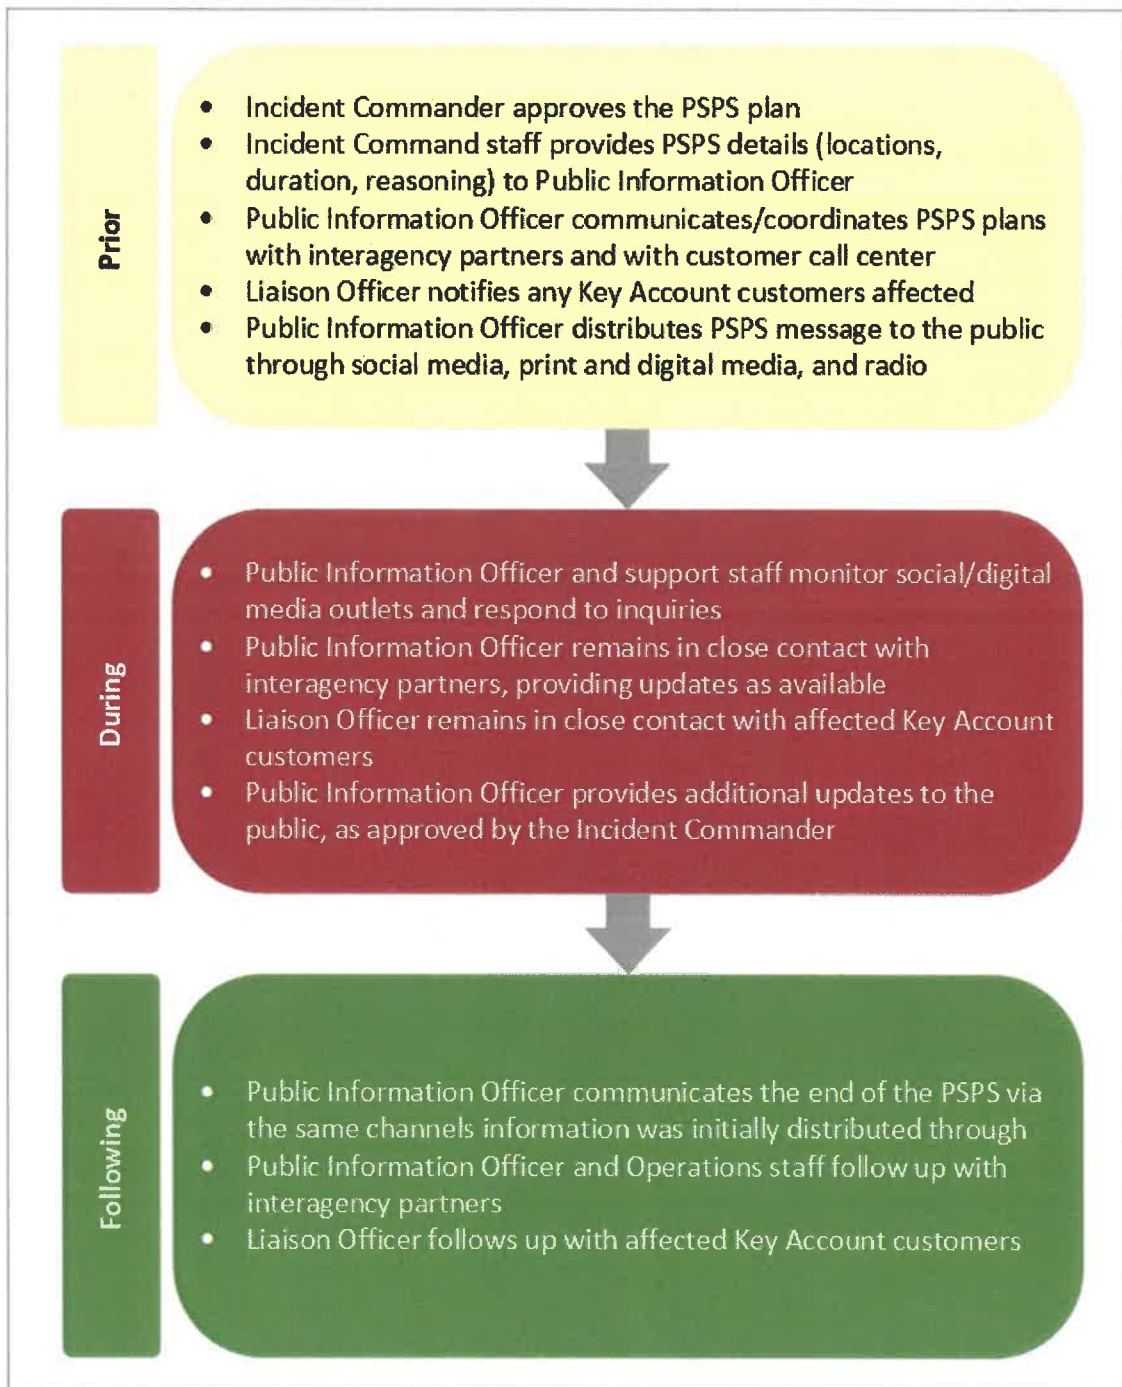 Prior
• Incident Commander approves the PSPS plan
• Incident Command staff provides PSPS details (locations,
duration, reasoning) to Public Information Officer
• Public Information Officer communicates/coordinates PSPS plans
with interagency partners and with customer call center
• Liaison Officer notifies any Key Account customers affected
• Public Information Officer distributes PSPS message to the public
through social media, print and digital media, and radio
During
• Public Information Officer and support staff monitor social/digital
media outlets and respond to inquiries
• Public Information Officer remains in close contact with
interagency partners, providing updates as available
• Liaison Officer remains in close contact with affected Key Account
customers
• Public Information Officer provides additional updates to the
public, as approved by the Incident Commander
Following
• Public Information Officer communicates the end of the PSPS via
the same channels information was initially distributed through
• Public Information Officer and Operations staff follow up with
interagency partners
• Liaison Officer follows up with affected Key Account customers